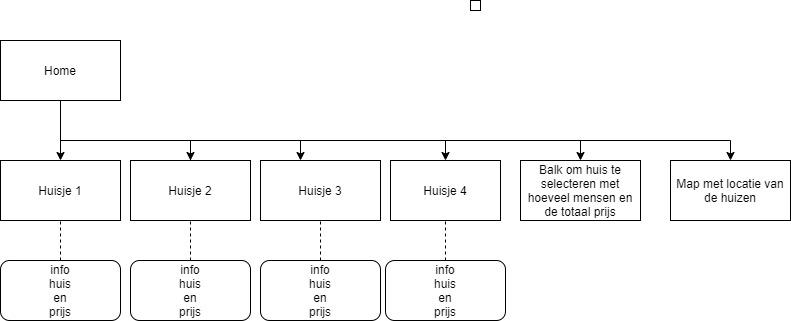 Home
Huisje 1
Huisje 2
Huisje 3
Huisje 4
Balk om huis te
selecteren met
hoeveel mensen en
de totaal prijs
Map met locatie van
de huizen
info
huis
en
prijs
info
huis
en
prijs
info
huis
en
prijs
info
huis
en
prijs